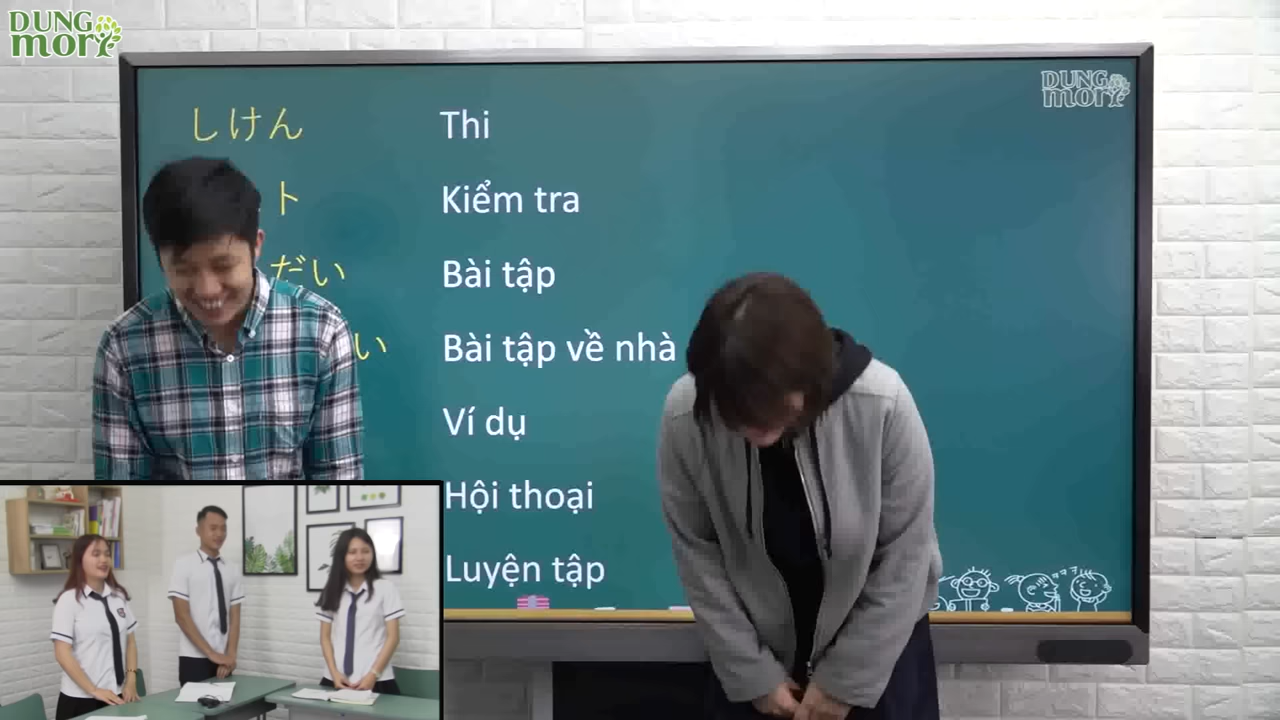 DUNG
mori
DUNG
mori
しけん Thi
ト Kiểm tra
だい Bài tập
い Bài tập về nhà
Ví dụ
Hội thoại
Luyện tập